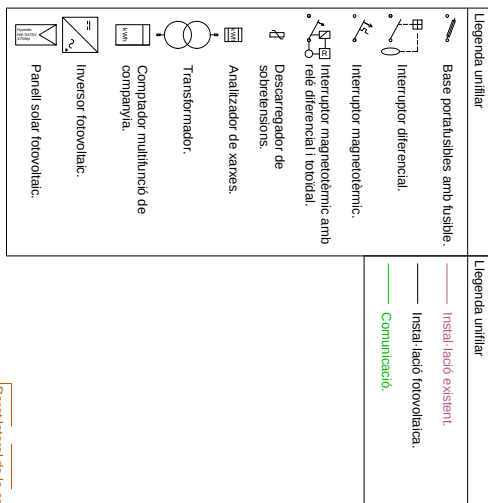 Llegenda unifilar
Base portafusibles amb fusible.
Interruptor diferencial.
Interruptor magnetotèrmic.
Interruptor magnetotèrmic amb
relé diferencial i totoïdal.
R
Descarregador de
sobretensions.
kWh
Analitzador de xarxes.
Transformador.
kWh
Comptador multifunció de
companyia.
Inversor fotovoltaic.
Panell solar fotovoltaic.
Llegenda unifilar
Instal·lació existent.
Instal·lació fotovoltaica.
Comunicació.